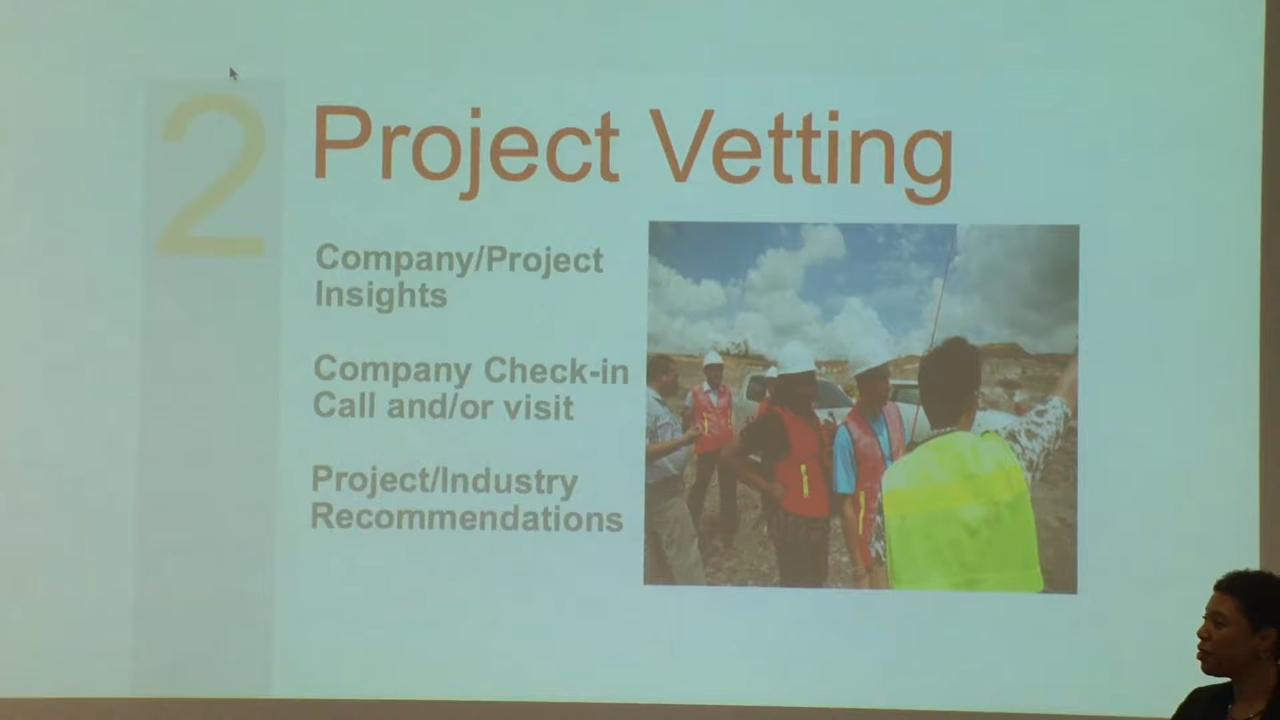 2
Project Vetting
Company/Project
Insights
Company Check-in
Call and/or visit
Project/Industry
Recommendations